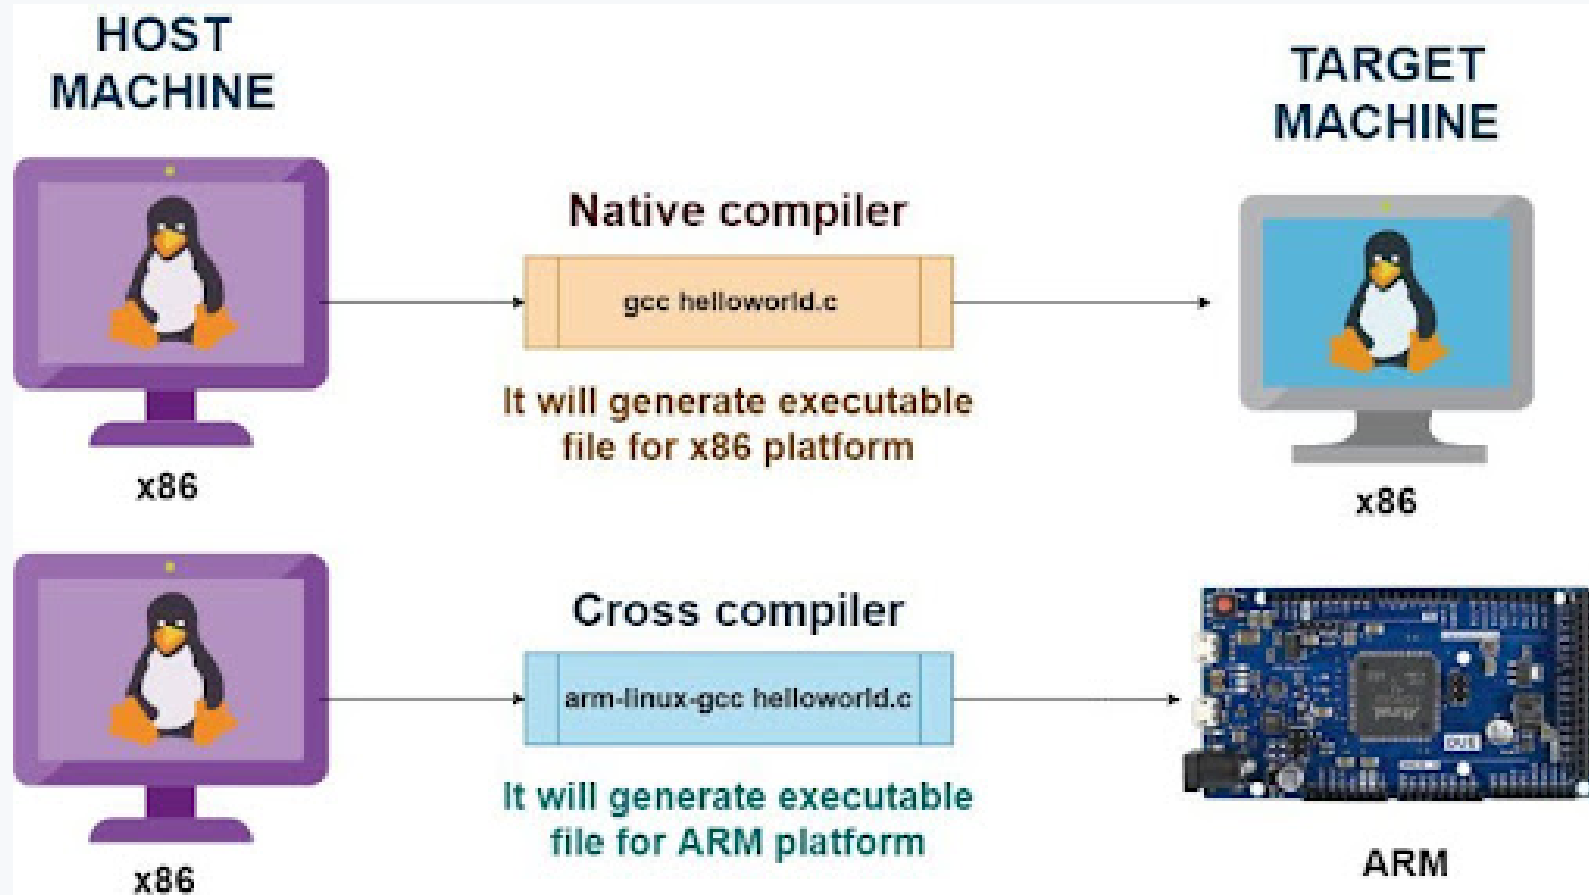 HOST
MACHINE
TARGET
MACHINE
Native compiler
gcc helloworld.c
It will generate executable
file for x86 platform
x86
x86
Cross compiler
arm-linux-gcc helloworld.c
It will generate executable
file for ARM platform
DUE
x86
ARM